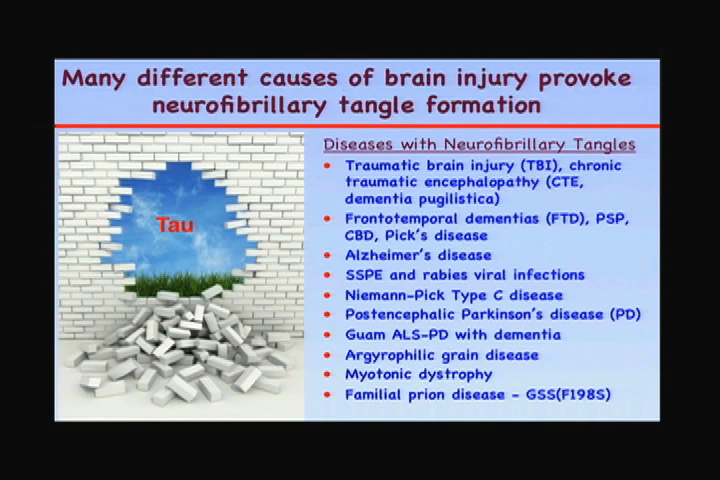 Many different causes of brain injury provoke
neurofibrillary tangle formation
Tau
Diseases with Neurofibrillary Tangles
• Traumatic brain injury (TBI), chronic
traumatic encephalopathy (CTE,
dementia pugilistica)
• Frontotemporal dementias (FTD), PSP,
CBD, Pick's disease
• Alzheimer's disease
• SSPE and rabies viral infections
• Niemann-Pick Type C disease
• Postencephalic Parkinson's disease (PD)
• Guam ALS-PD with dementia
• Argyrophilic grain disease
• Myotonic dystrophy
• Familial prion disease - GSS(F198S)